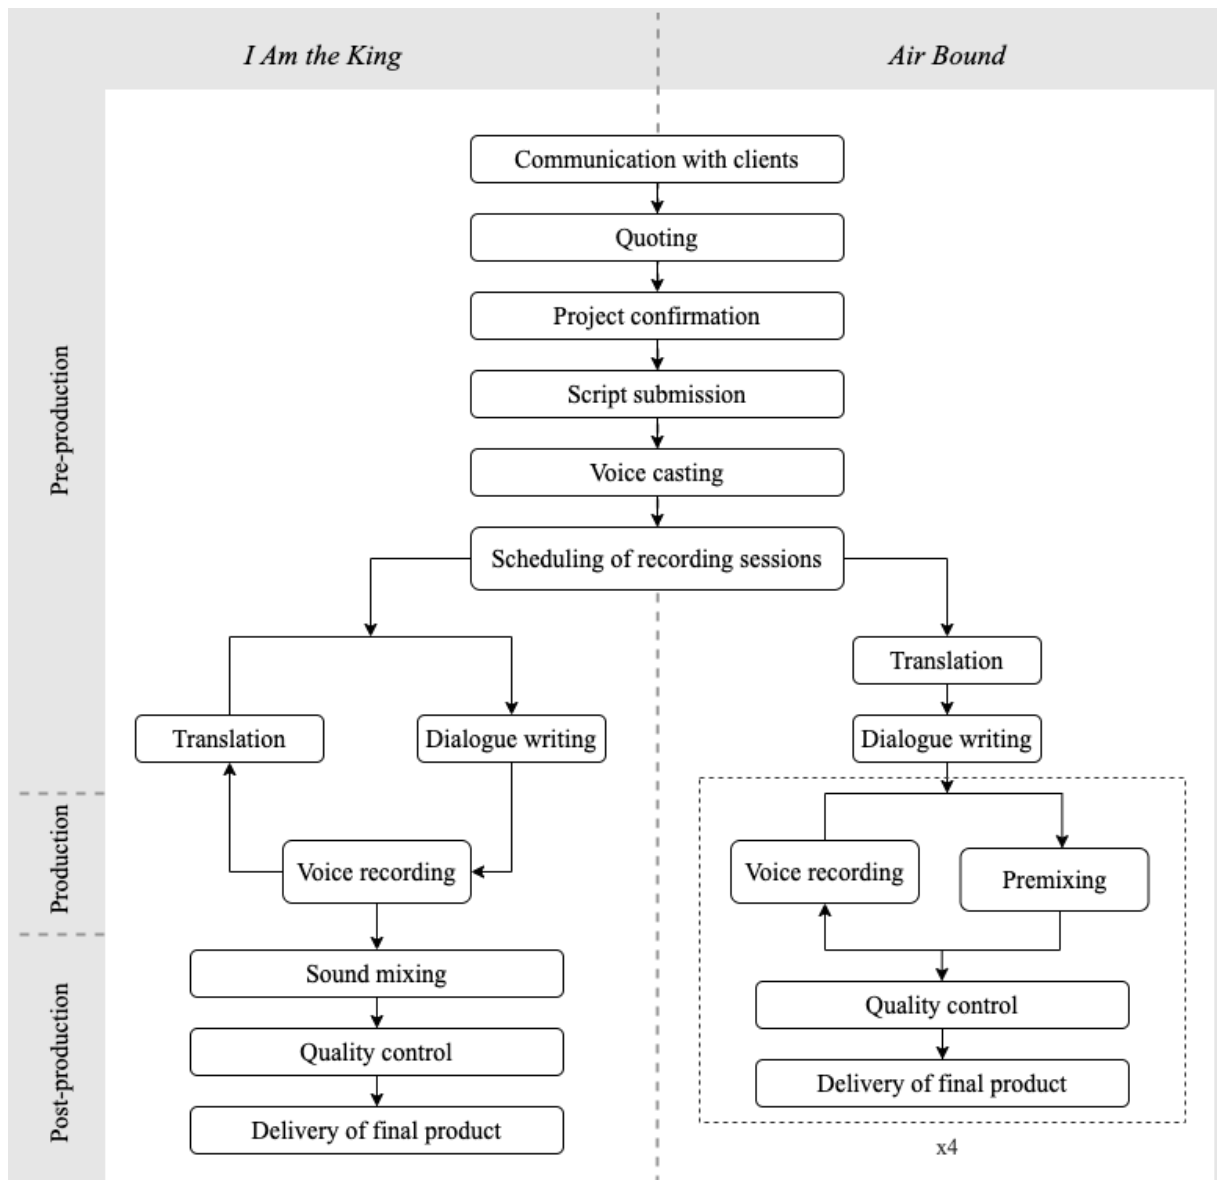 I Am the King
Air Bound
Pre-production
Communication with clients
Quoting
Project confirmation
Script submission
Voice casting
Scheduling of recording sessions
Translation
Dialogue writing
Translation
Dialogue writing
Production
Voice recording
Voice recording
Premixing
Post-production
Sound mixing
Quality control
Delivery of final product
Quality control
Delivery of final product
x4